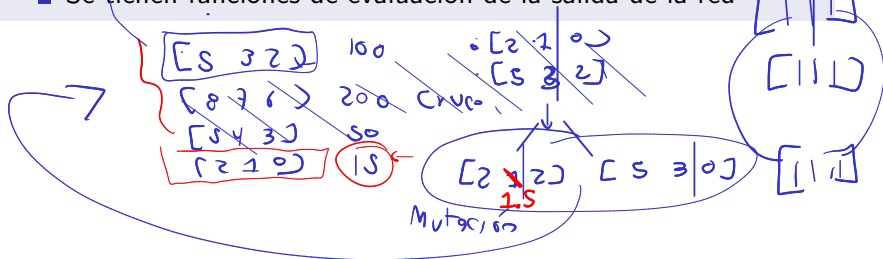 Se tienen funciones de evaluación de la salida de la red
[5 3 2] 100
[8 7 6] 200 Cruce.
[5 4 3] 50
[2 1 0] 15
[2 1 0]
[5 3 2]
[2 1 2] [5 3 0]
1.5
Mutación
[1 1 1]
[1 1 1]